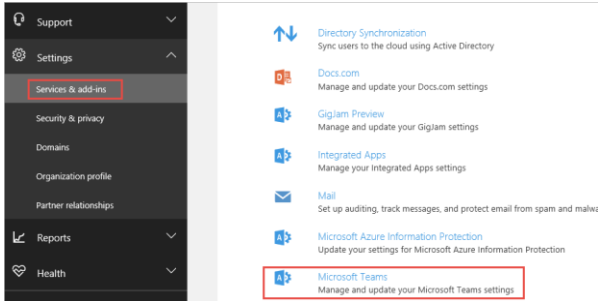 Support
Settings
Services & add-ins
Security & privacy
Domains
Organization profile
Partner relationships
Reports
Health
Directory Synchronization
Sync users to the cloud using Active Directory
Docs.com
Manage and update your Docs.com settings
GigJam Preview
Manage and update your GigJam settings
Integrated Apps
Manage your Integrated Apps settings
Mail
Set up auditing, track messages, and protect email from spam and malwa
Microsoft Azure Information Protection
Update your settings for Microsoft Azure Information Protection
Microsoft Teams
Manage and update your Microsoft Teams settings